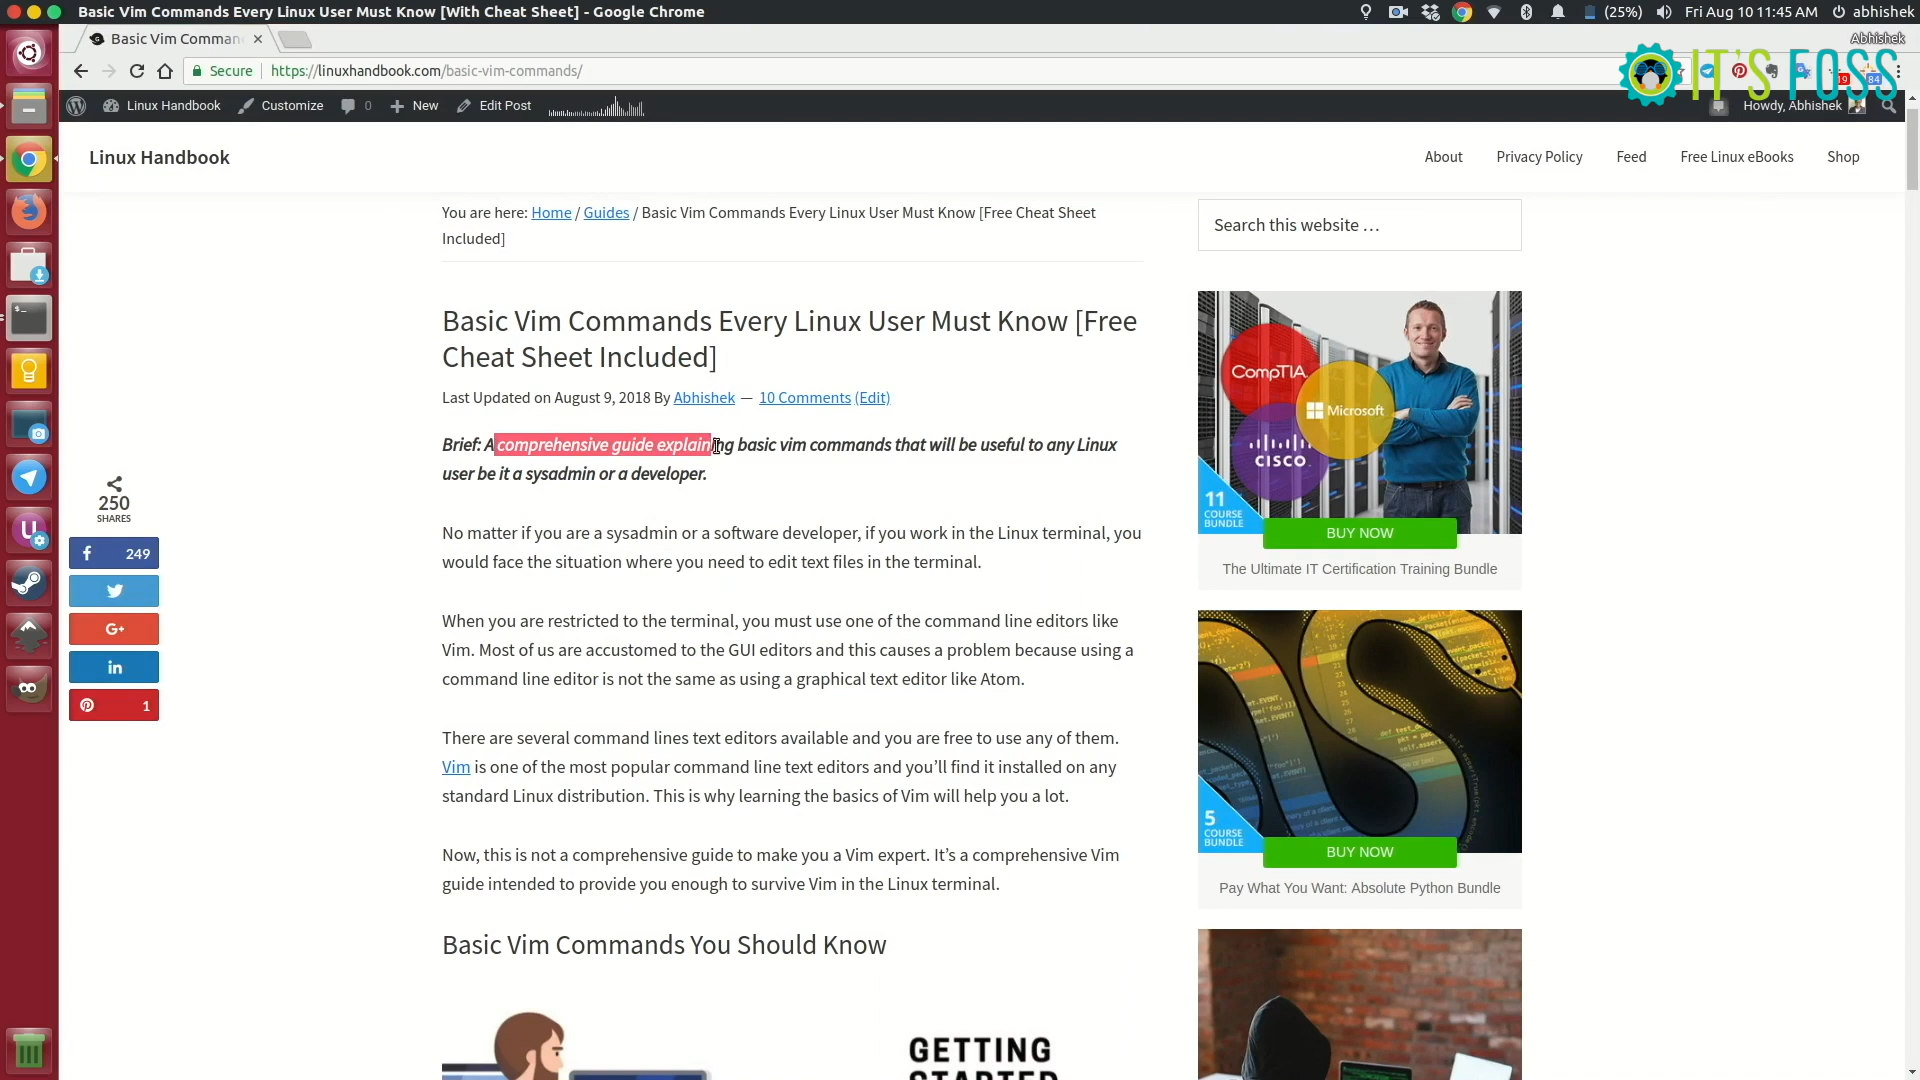 Basic Vim Commands Every Linux User Must Know [With Cheat Sheet] - Google Chrome
(25%)
Fri Aug 10 11:45 AM
abhishek
Basic Vim Comman
Abhishek
Secure
https://linuxhandbook.com/basic-vim-commands/
19
84
IT'S FOSS
Linux Handbook
Customize
0
New
Edit Post
Howdy, Abhishek
Linux Handbook
About
Privacy Policy
Feed
Free Linux eBooks
Shop
You are here: Home / Guides / Basic Vim Commands Every Linux User Must Know [Free Cheat Sheet
Included]
Search this website …
Basic Vim Commands Every Linux User Must Know [Free
Cheat Sheet Included]
Last Updated on August 9, 2018 By Abhishek — 10 Comments (Edit)
Brief: A comprehensive guide explaining basic vim commands that will be useful to any Linux
user be it a sysadmin or a developer.
No matter if you are a sysadmin or a software developer, if you work in the Linux terminal, you
would face the situation where you need to edit text files in the terminal.
When you are restricted to the terminal, you must use one of the command line editors like
Vim. Most of us are accustomed to the GUI editors and this causes a problem because using a
command line editor is not the same as using a graphical text editor like Atom.
There are several command lines text editors available and you are free to use any of them.
Vim is one of the most popular command line text editors and you’ll find it installed on any
standard Linux distribution. This is why learning the basics of Vim will help you a lot.
Now, this is not a comprehensive guide to make you a Vim expert. It’s a comprehensive Vim
guide intended to provide you enough to survive Vim in the Linux terminal.
Basic Vim Commands You Should Know
GETTING
STARTED
250
SHARES
249
G+
in
1
CompTIA
Microsoft
CISCO
11
COURSE
BUNDLE
BUY NOW
The Ultimate IT Certification Training Bundle
5
COURSE
BUNDLE
BUY NOW
Pay What You Want: Absolute Python Bundle